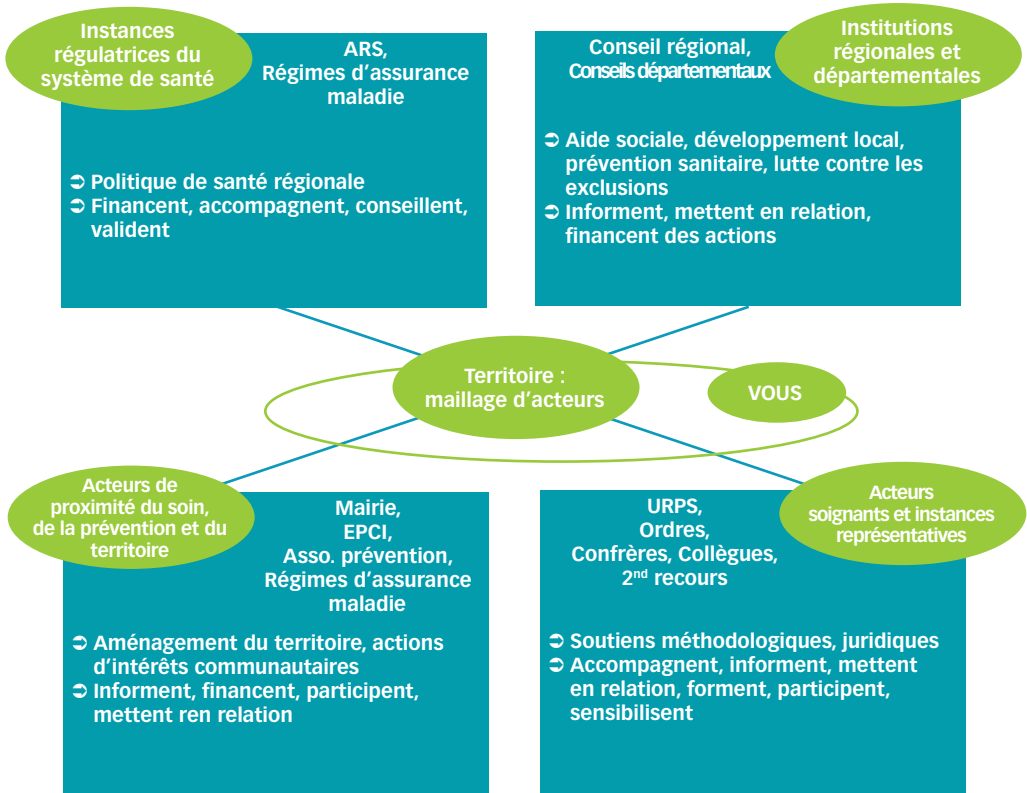 Instances
régulatrices du
système de santé
ARS,
Régimes d'assurance
maladie
➲ Politique de santé régionale
➲ Financent, accompagnent, conseillent,
valident
Conseil régional,
Conseils départementaux
Institutions
régionales et
départementales
➲ Aide sociale, développement local,
prévention sanitaire, lutte contre les
exclusions
➲ Informent, mettent en relation,
financent des actions
Territoire :
maillage d'acteurs
VOUS
Acteurs de
proximité du soin,
de la prévention et du
territoire
Mairie,
EPCI,
Asso. prévention,
Régimes d'assurance
maladie
➲ Aménagement du territoire, actions
d'intérêts communautaires
➲ Informent, financent, participent,
mettent ren relation
URPS,
Ordres,
Confrères, Collègues,
2nd recours
Acteurs
soignants et instances
représentatives
➲ Soutiens méthodologiques, juridiques
➲ Accompagnent, informent, mettent
en relation, forment, participent,
sensibilisent